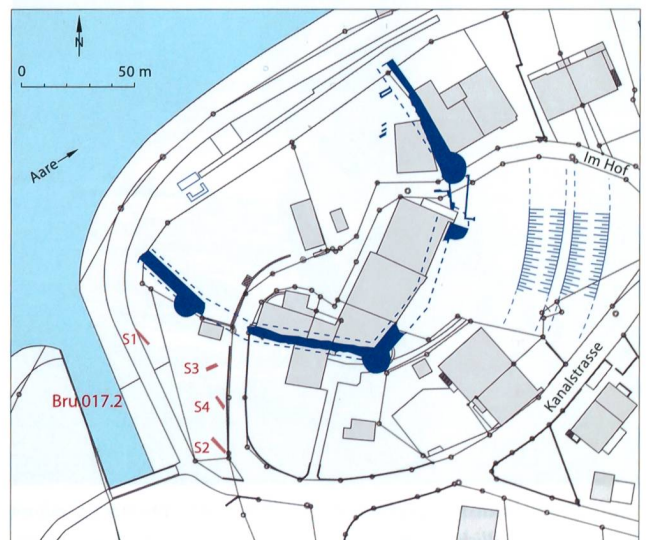 N
0 50 m
Aare
Im Hof
S1
S3
Kanalstrasse
Bru.017.2
S4
S2